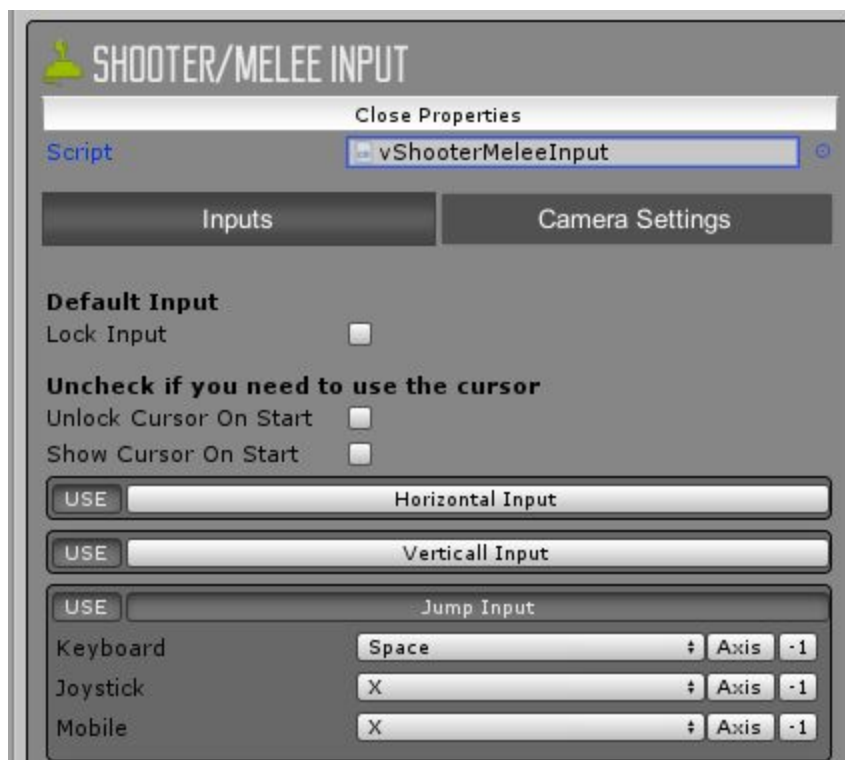 SHOOTER/MELEE INPUT
Close Properties
Script vShooterMeleeInput
Inputs Camera Settings
Default Input
Lock Input
Uncheck if you need to use the cursor
Unlock Cursor On Start
Show Cursor On Start
USE Horizontal Input
USE Verticall Input
USE Jump Input
Keyboard Space Axis -1
Joystick X Axis -1
Mobile X Axis -1